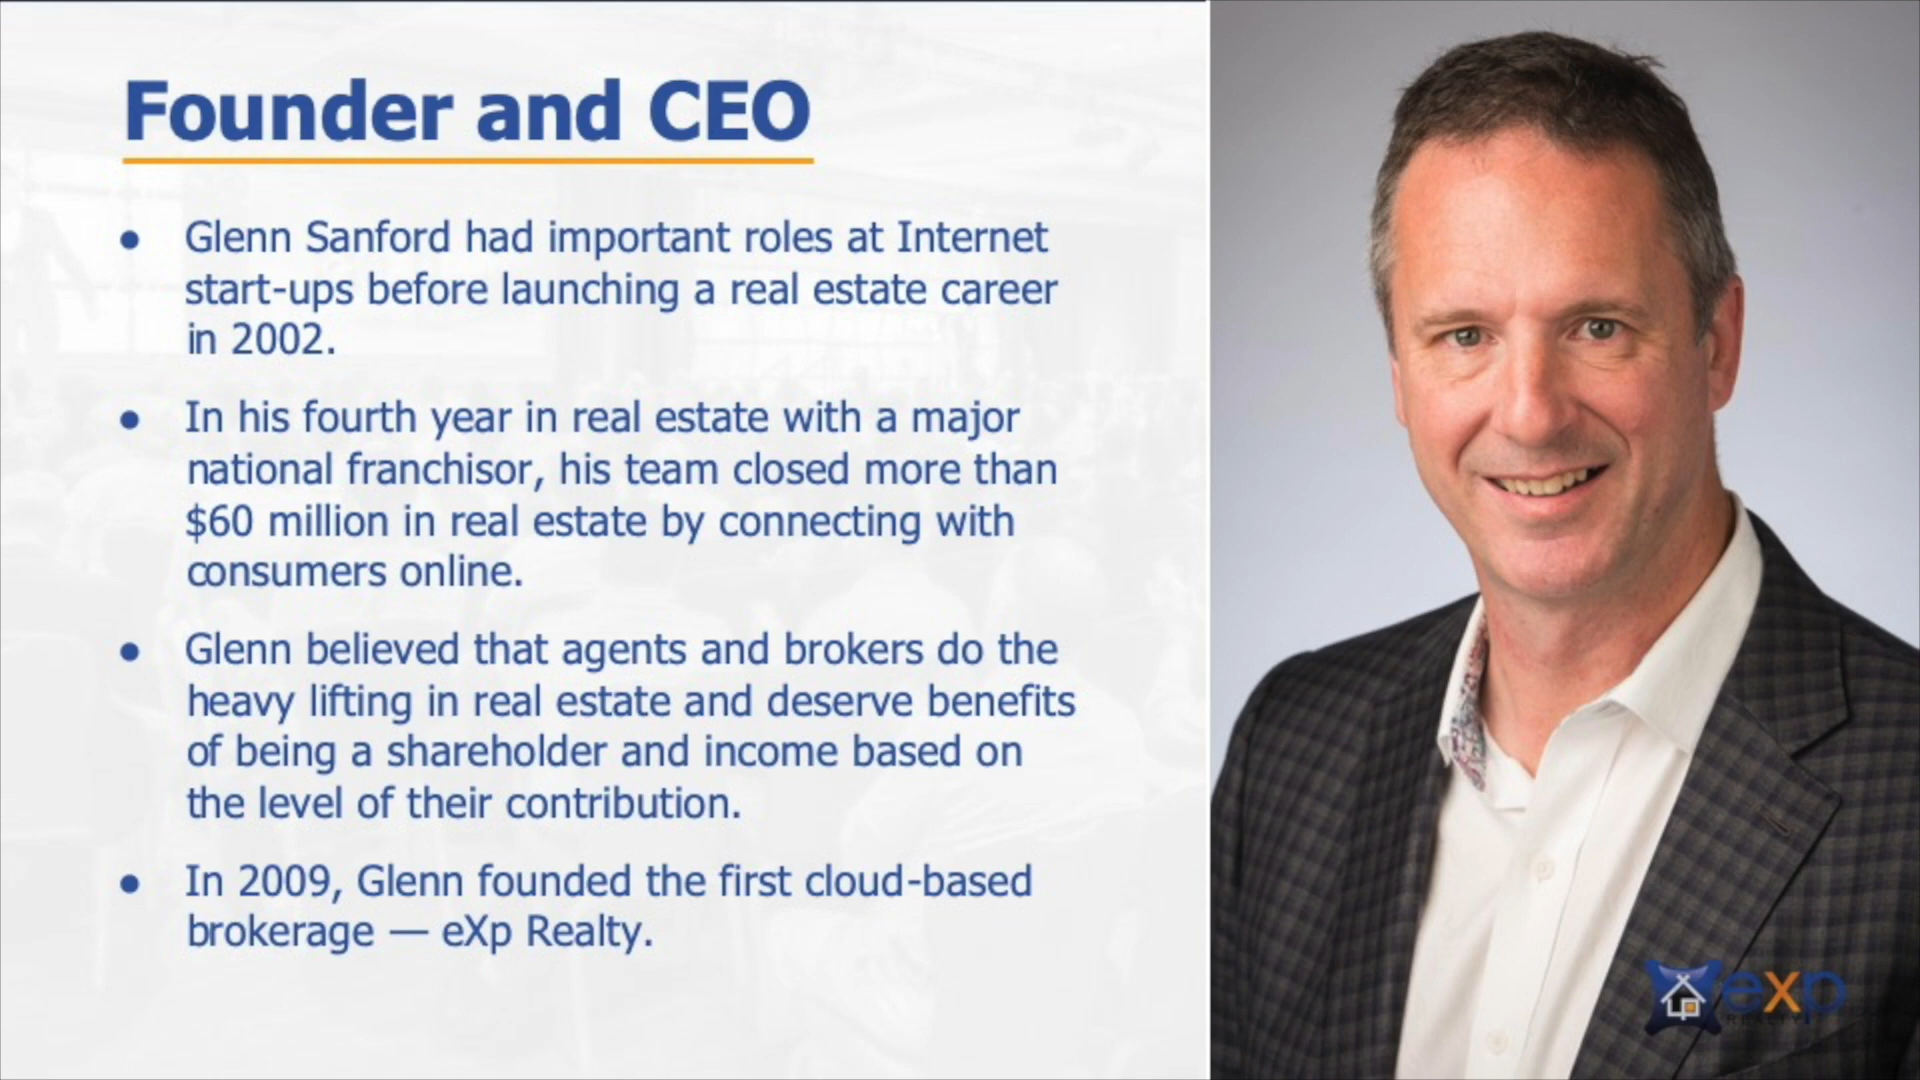 Founder and CEO
● Glenn Sanford had important roles at Internet
start-ups before launching a real estate career
in 2002.
● In his fourth year in real estate with a major
national franchisor, his team closed more than
$60 million in real estate by connecting with
consumers online.
● Glenn believed that agents and brokers do the
heavy lifting in real estate and deserve benefits
of being a shareholder and income based on
the level of their contribution.
● In 2009, Glenn founded the first cloud-based
brokerage — eXp Realty.
exp
REALTY